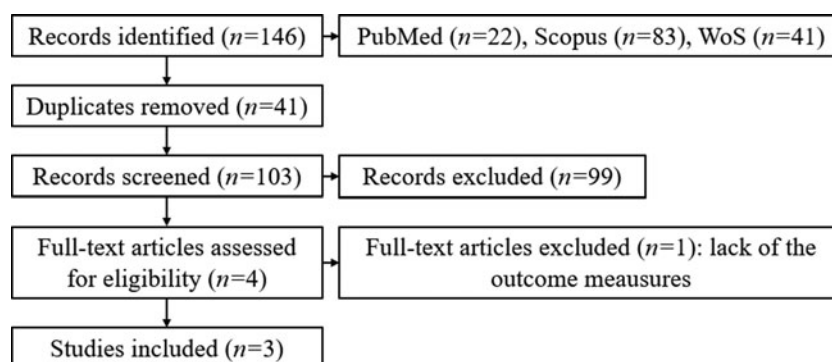 Records identified (n=146)
PubMed (n=22), Scopus (n=83), WoS (n=41)
Duplicates removed (n=41)
Records screened (n=103)
Records excluded (n=99)
Full-text articles assessed
for eligibility (n=4)
Full-text articles excluded (n=1): lack of the
outcome meausures
Studies included (n=3)